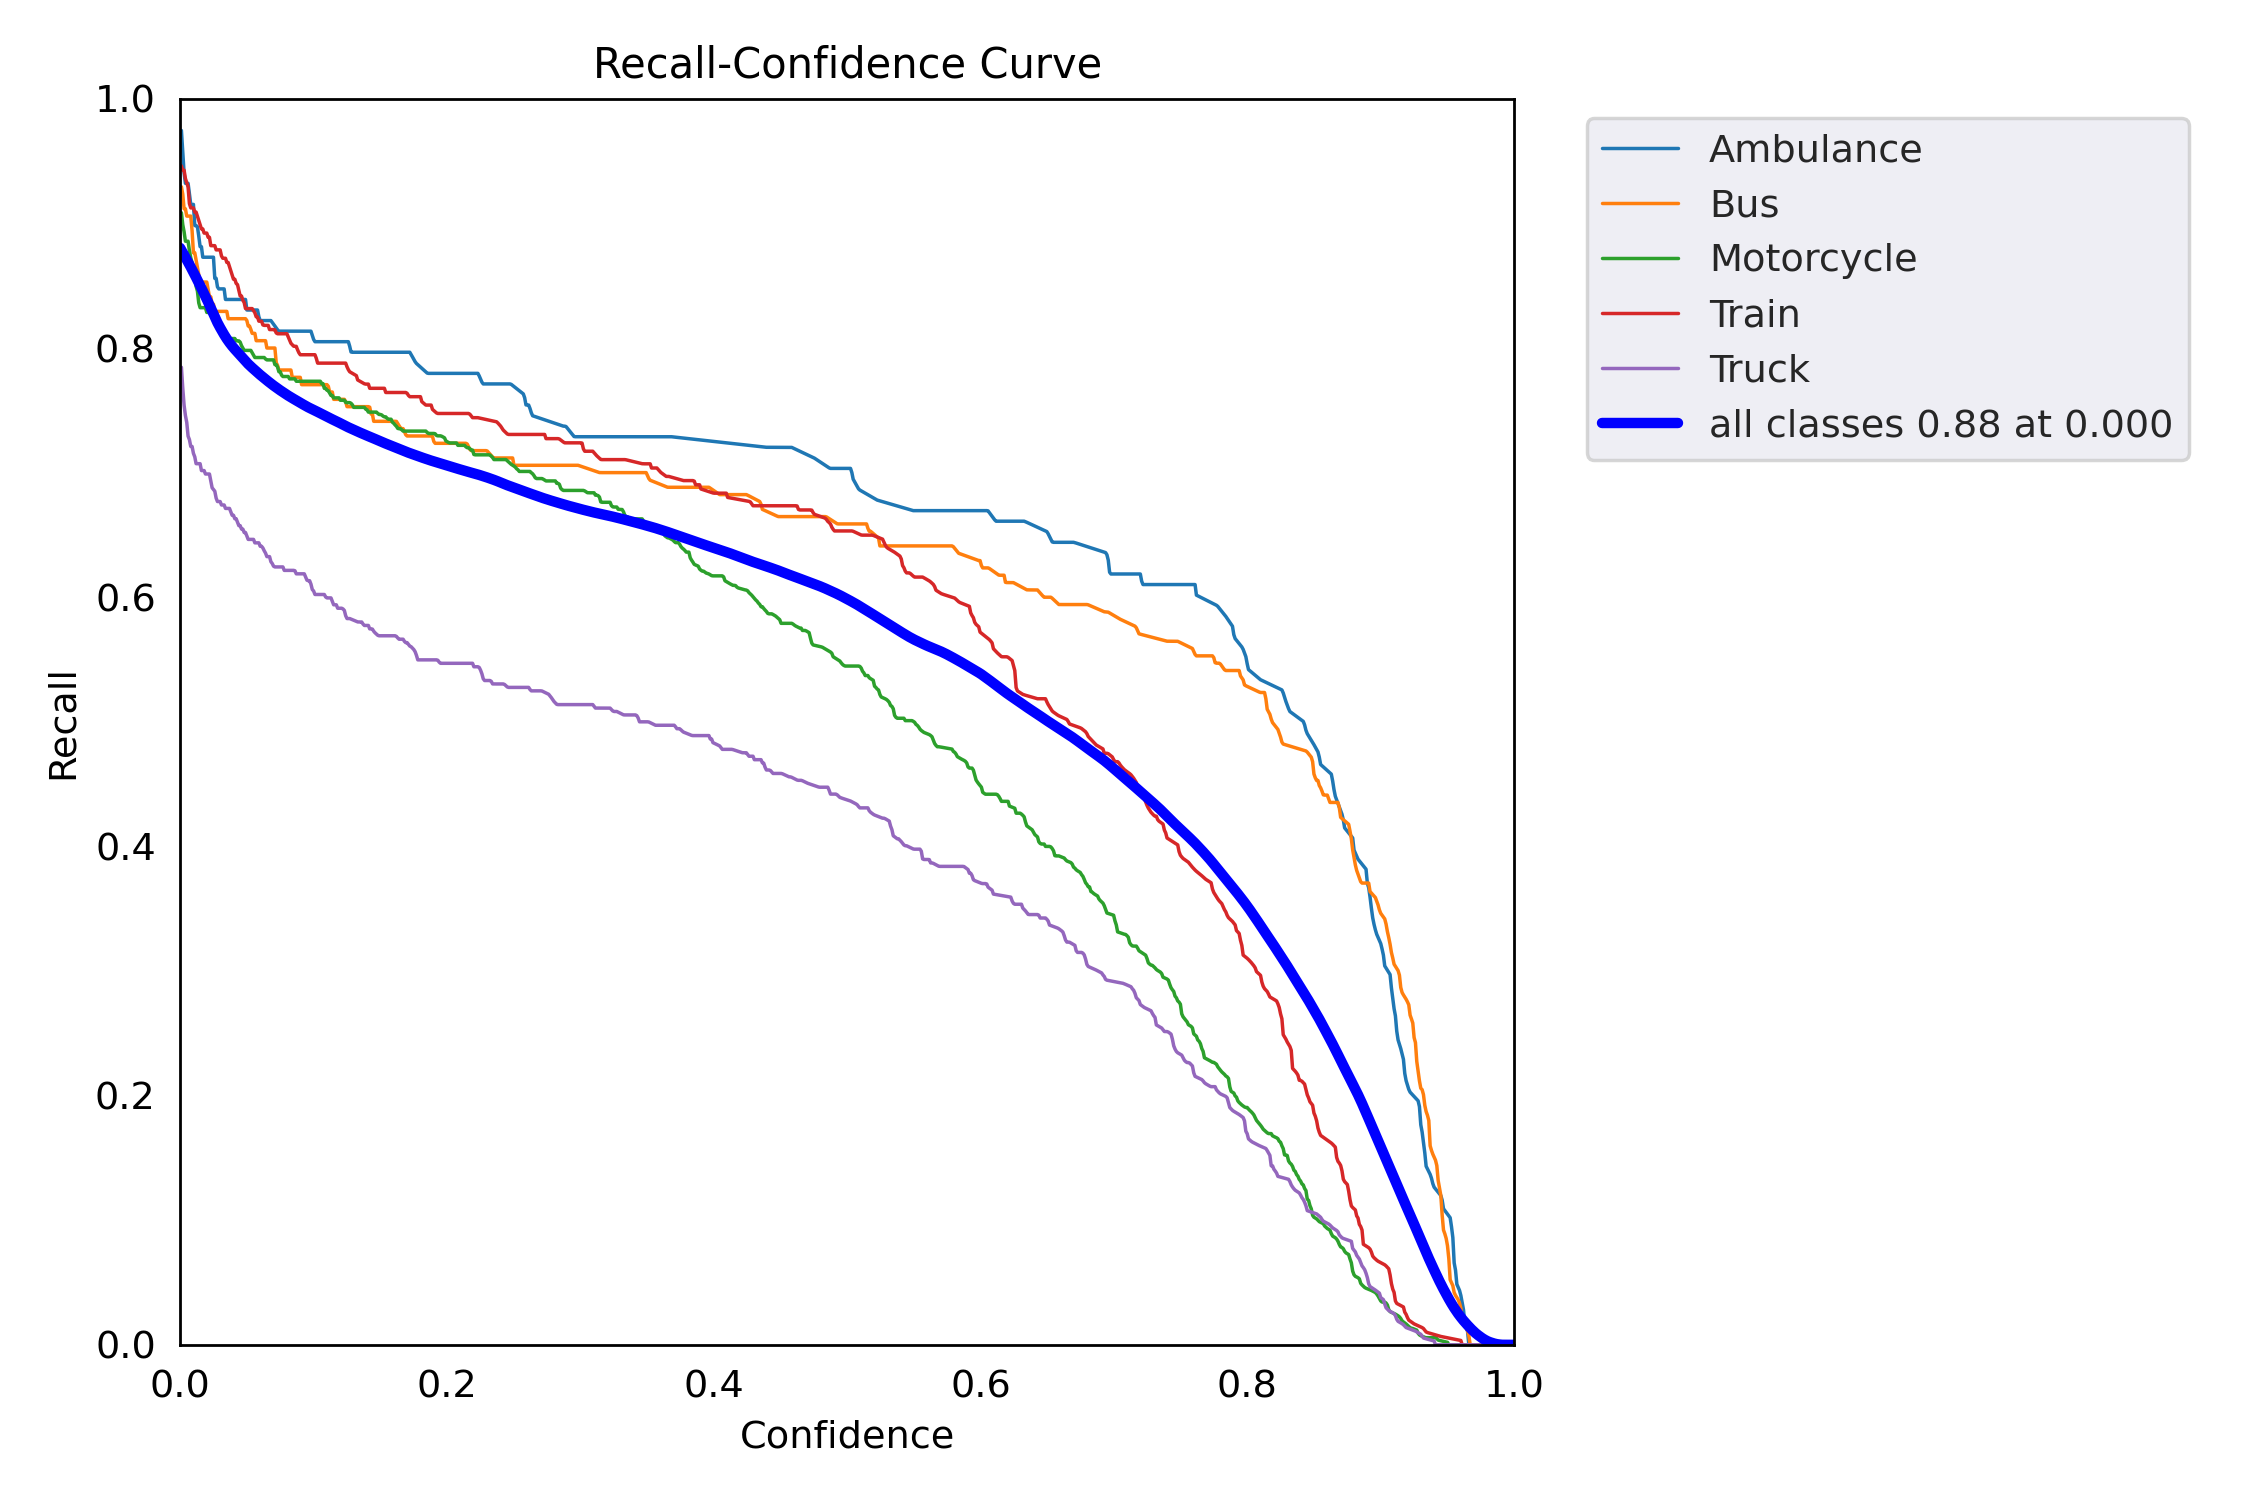 Recall-Confidence Curve
1.0
0.8
0.6
0.4
0.2
0.0
Recall
0.0 0.2 0.4 0.6 0.8 1.0
Confidence
Ambulance
Bus
Motorcycle
Train
Truck
all classes 0.88 at 0.000